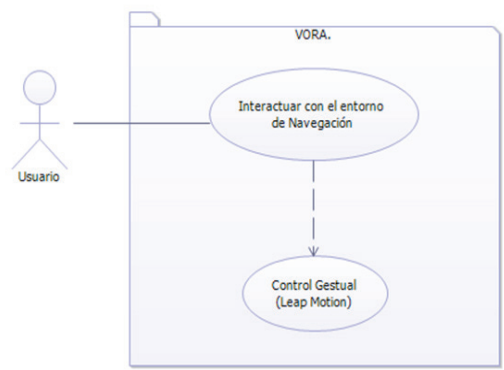 VORA.
Interactuar con el entorno
de Navegación
Usuario
Control Gestual
(Leap Motion)